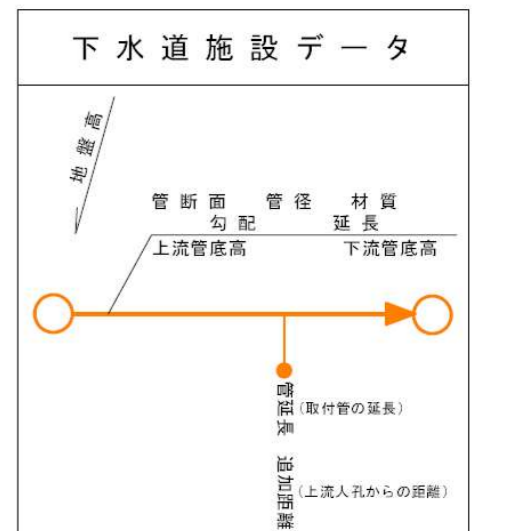 下水道施設データ
地盤高
管断面 管径 材質
勾配 延長
上流管底高 下流管底高
管延長 (取付管の延長)
追加距離 (上流人孔からの距離)